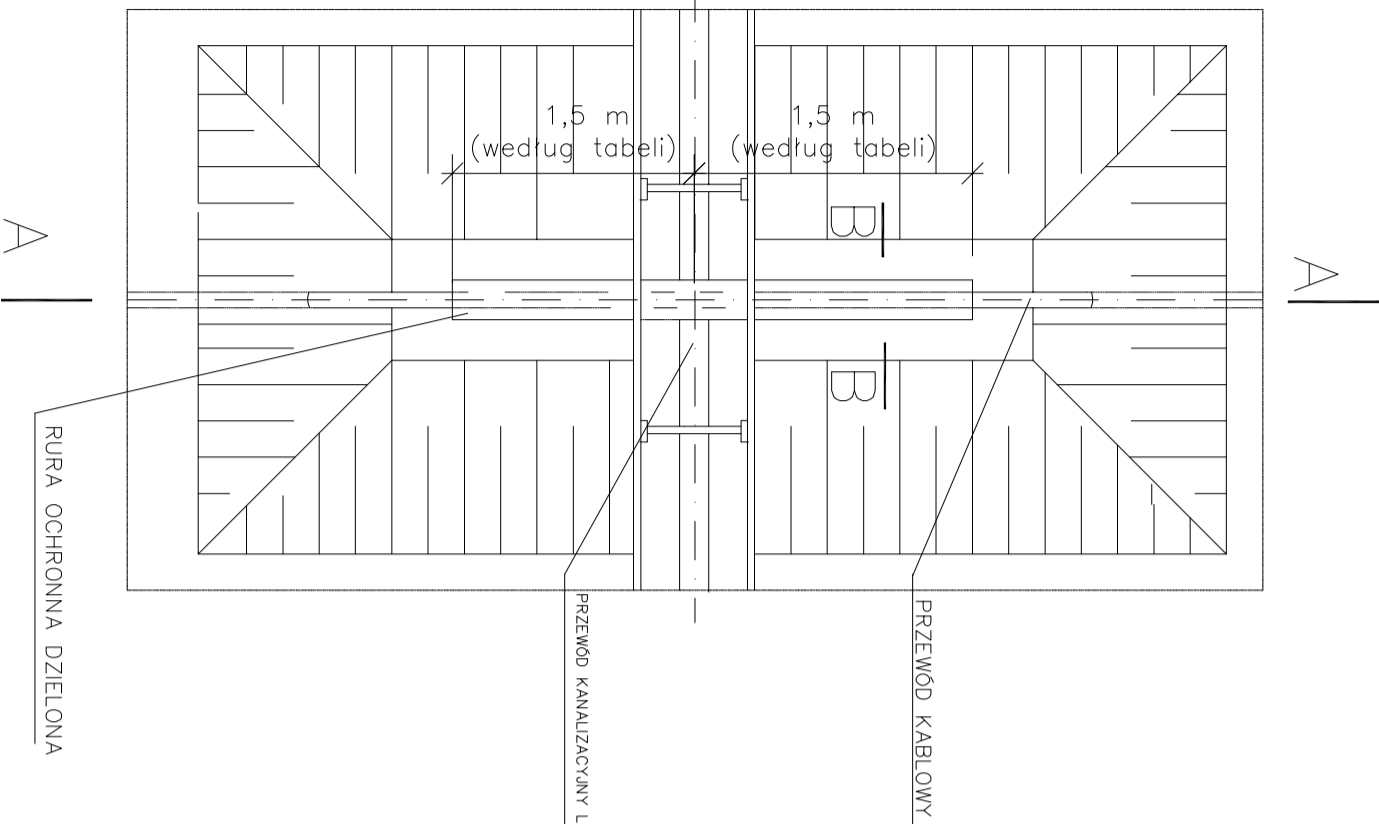 1,5 m
(według tabeli)
1,5 m
(według tabeli)
B
A
A
B
RURA OCHRONNA DZIELONA
PRZEWÓD KANALIZACYJNY L
PRZEWÓD KABLOWY